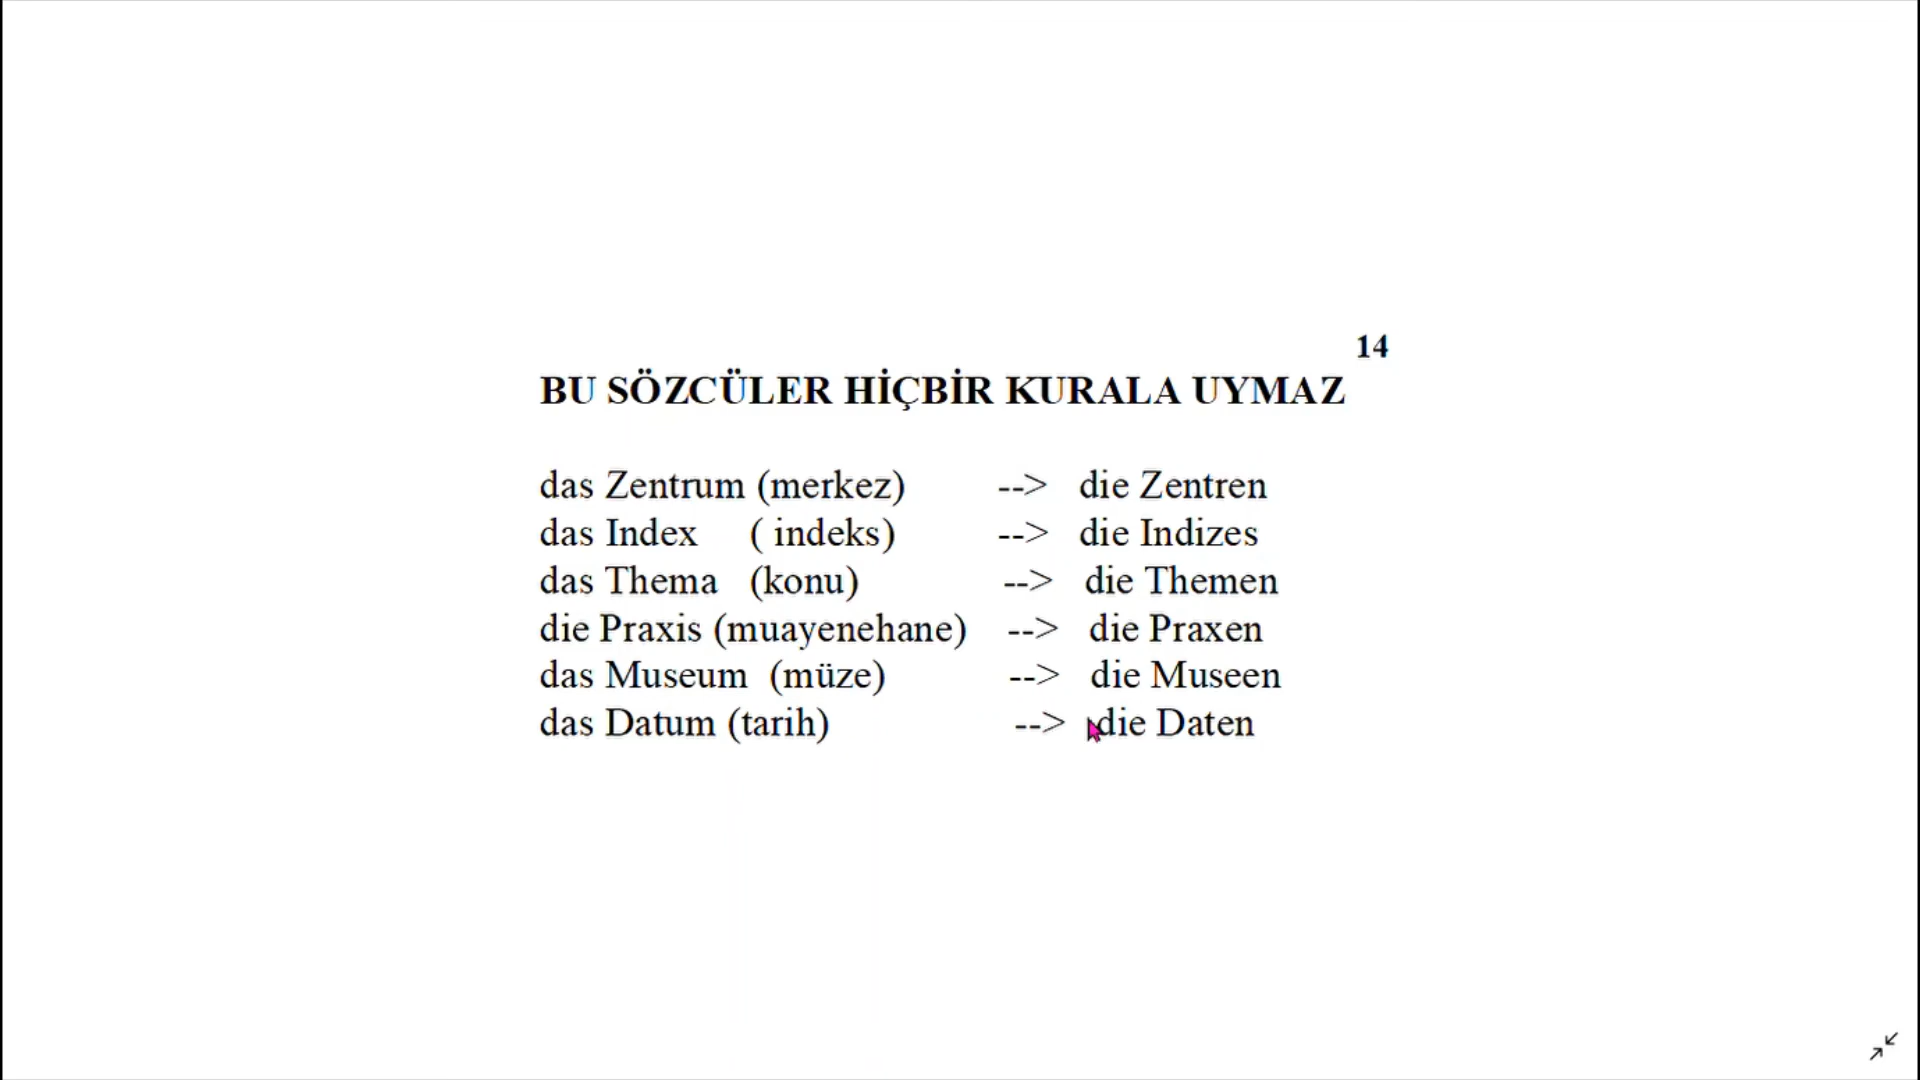 14
BU SÖZCÜLER HİÇBİR KURALA UYMAZ
das Zentrum (merkez) --> die Zentren
das Index ( indeks) --> die Indizes
das Thema (konu) --> die Themen
die Praxis (muayenehane) --> die Praxen
das Museum (müze) --> die Museen
das Datum (tarih) --> die Daten